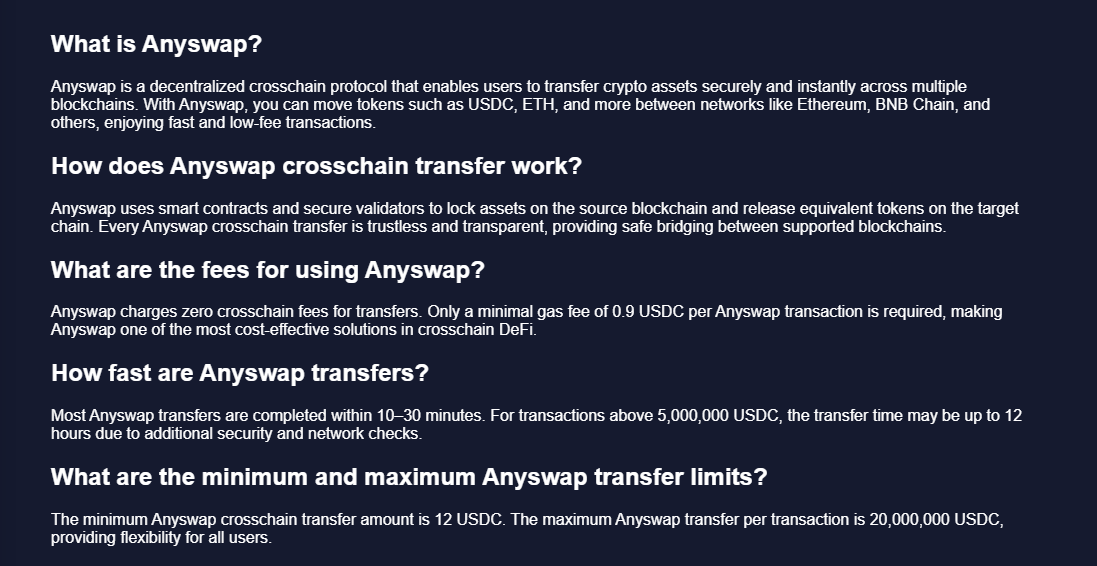 What is Anyswap?
Anyswap is a decentralized crosschain protocol that enables users to transfer crypto assets securely and instantly across multiple
blockchains. With Anyswap, you can move tokens such as USDC, ETH, and more between networks like Ethereum, BNB Chain, and
others, enjoying fast and low-fee transactions.
How does Anyswap crosschain transfer work?
Anyswap uses smart contracts and secure validators to lock assets on the source blockchain and release equivalent tokens on the target
chain. Every Anyswap crosschain transfer is trustless and transparent, providing safe bridging between supported blockchains.
What are the fees for using Anyswap?
Anyswap charges zero crosschain fees for transfers. Only a minimal gas fee of 0.9 USDC per Anyswap transaction is required, making
Anyswap one of the most cost-effective solutions in crosschain DeFi.
How fast are Anyswap transfers?
Most Anyswap transfers are completed within 10–30 minutes. For transactions above 5,000,000 USDC, the transfer time may be up to 12
hours due to additional security and network checks.
What are the minimum and maximum Anyswap transfer limits?
The minimum Anyswap crosschain transfer amount is 12 USDC. The maximum Anyswap transfer per transaction is 20,000,000 USDC,
providing flexibility for all users.